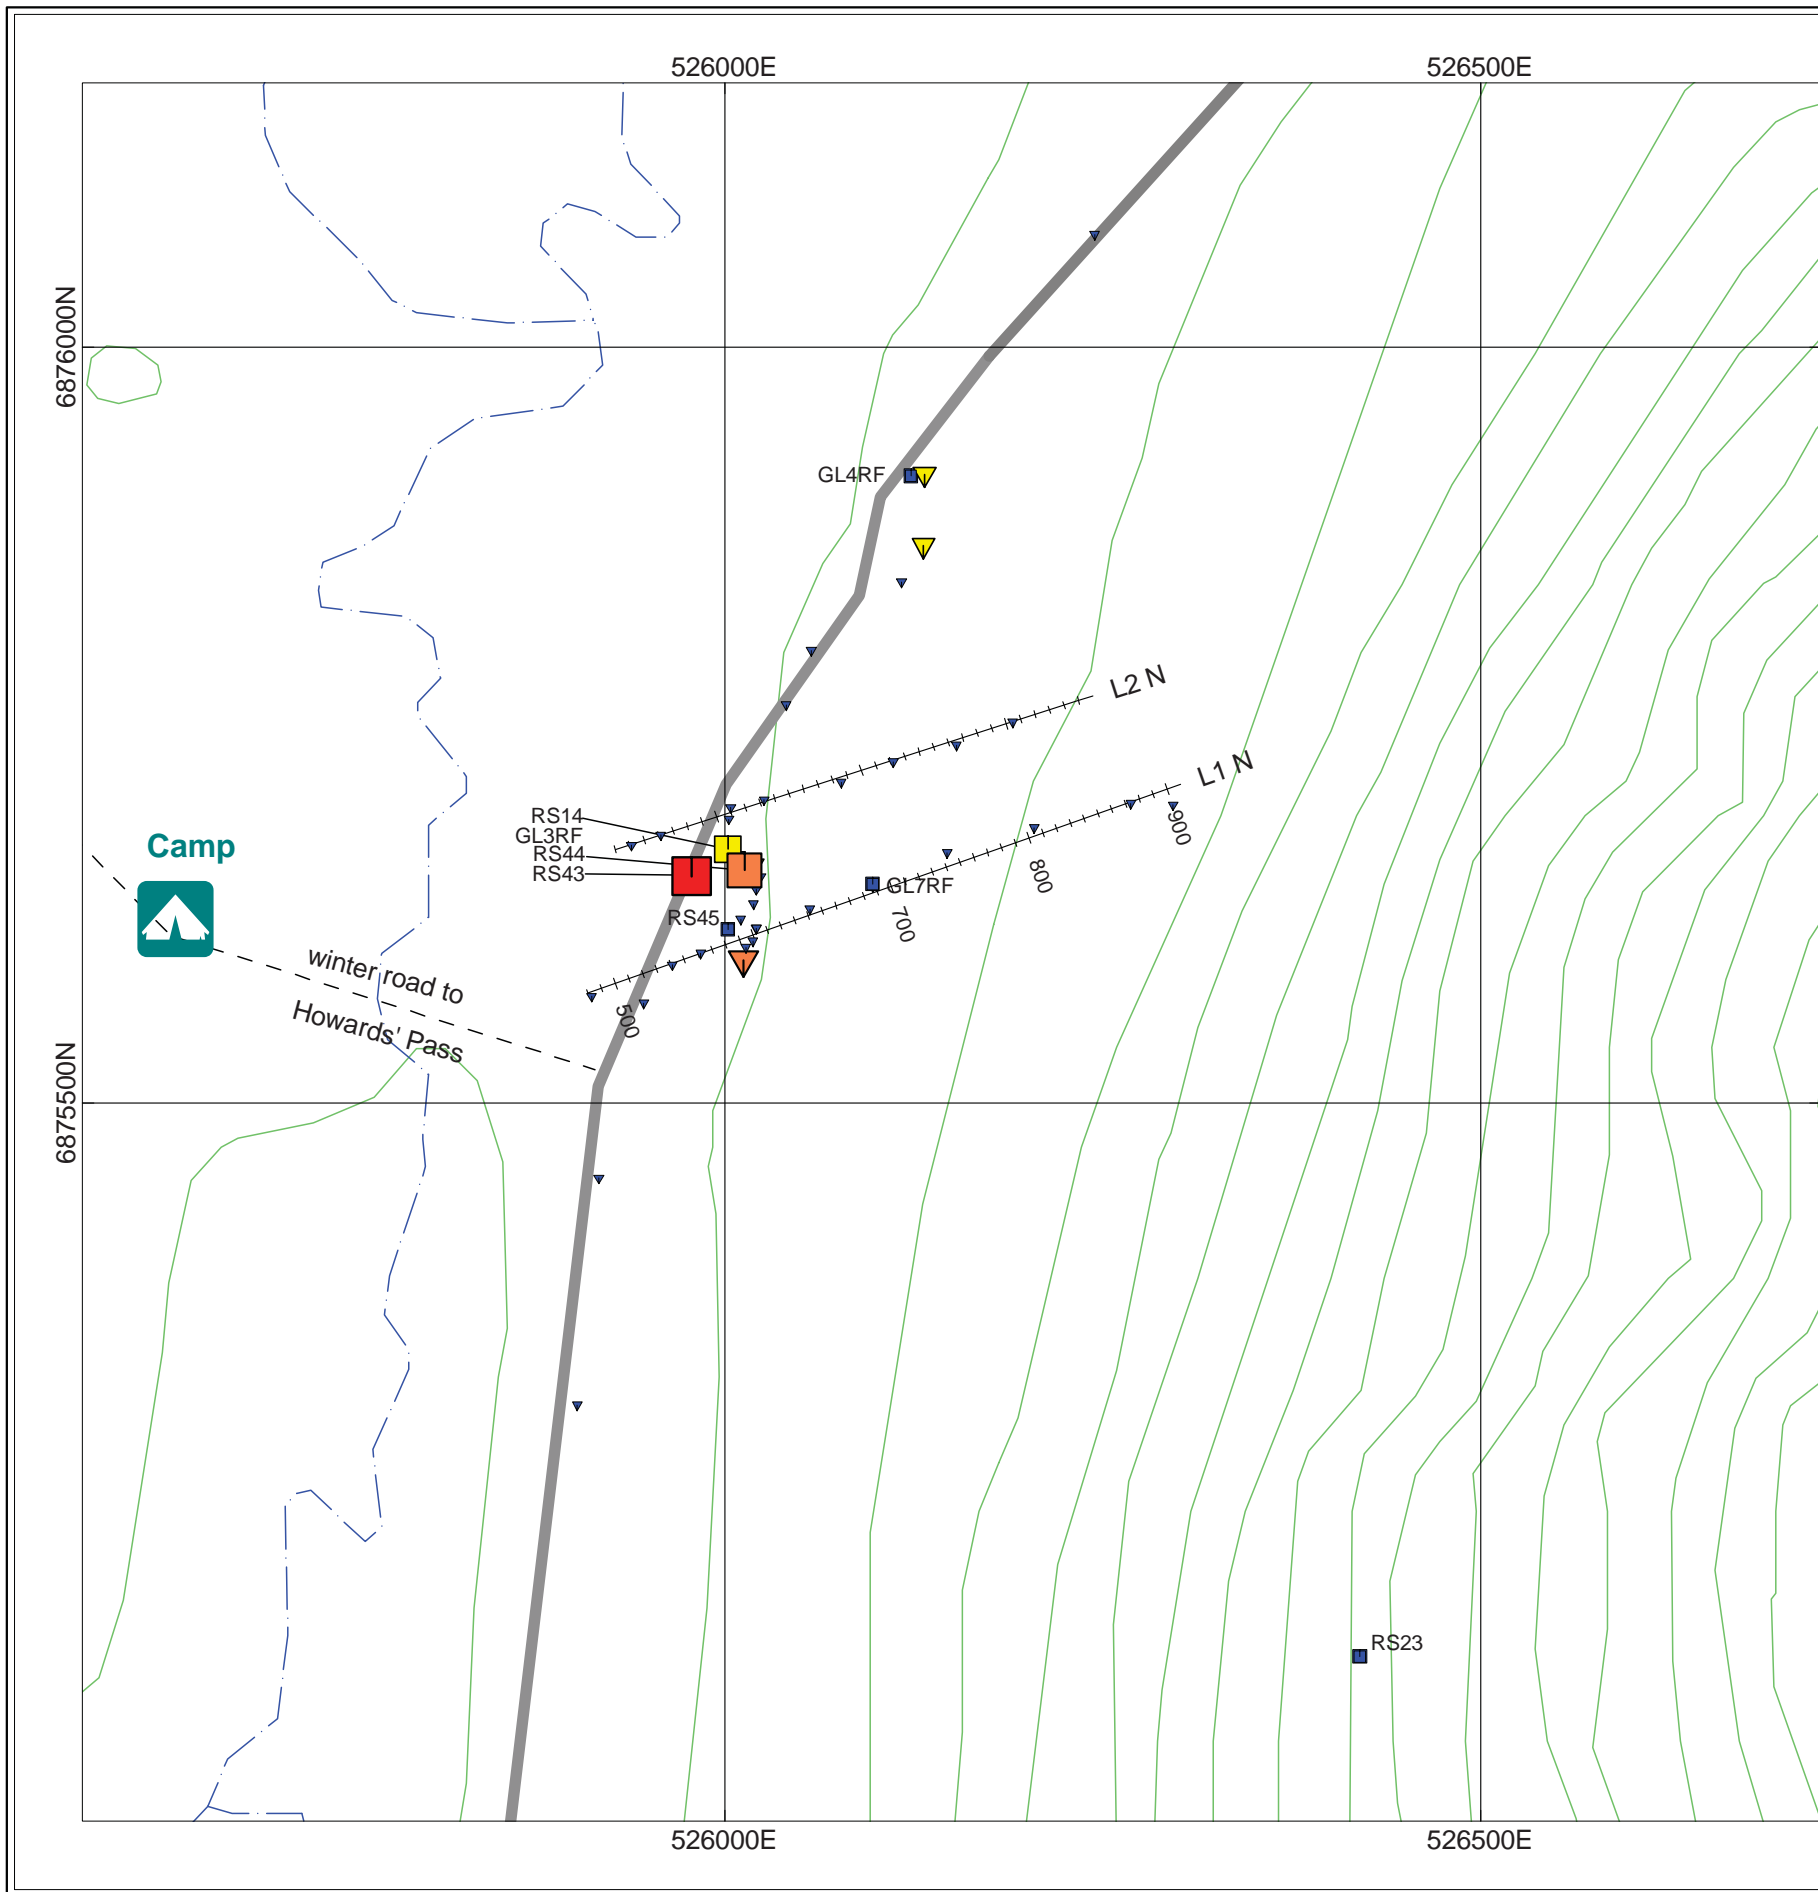 526000E
526500E
6876000N
GL4RF
L2 N
L1 N
RS14
GL3RF
RS44
RS43
900
Camp
800
GL7RF
700
RS45
winter road to
Howards' Pass
500
6875500N
RS23
526000E
526500E